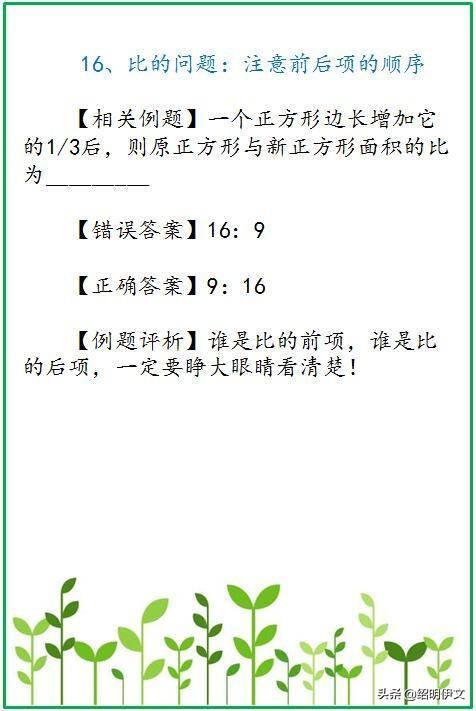 16、比的问题：注意前后项的顺序
【相关例题】一个正方形边长增加它
的1/3后，则原正方形与新正方形面积的比
为_________
【错误答案】16：9
【正确答案】9：16
【例题评析】谁是比的前项，谁是比
的后项，一定要睁大眼睛看清楚！
头条 @绍明伊文